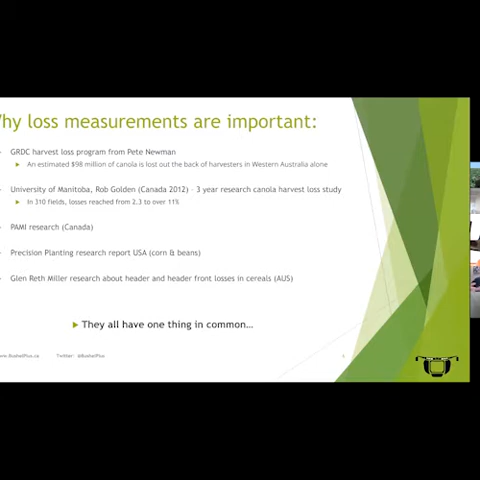 hy loss measurements are important:
GRDC harvest loss program from Pete Newman
An estimated $98 million of canola is lost out the back of harvesters in Western Australia alone
University of Manitoba, Rob Golden (Canada 2012) – 3 year research canola harvest loss study
In 310 fields, losses reached from 2.3 to over 11%
PAMI research (Canada)
Precision Planting research report USA (corn & beans)
Glen Reth Miller research about header and header front losses in cereals (AUS)
They all have one thing in common…
ww.BushelPlus.ca Twitter: @BushelPlus